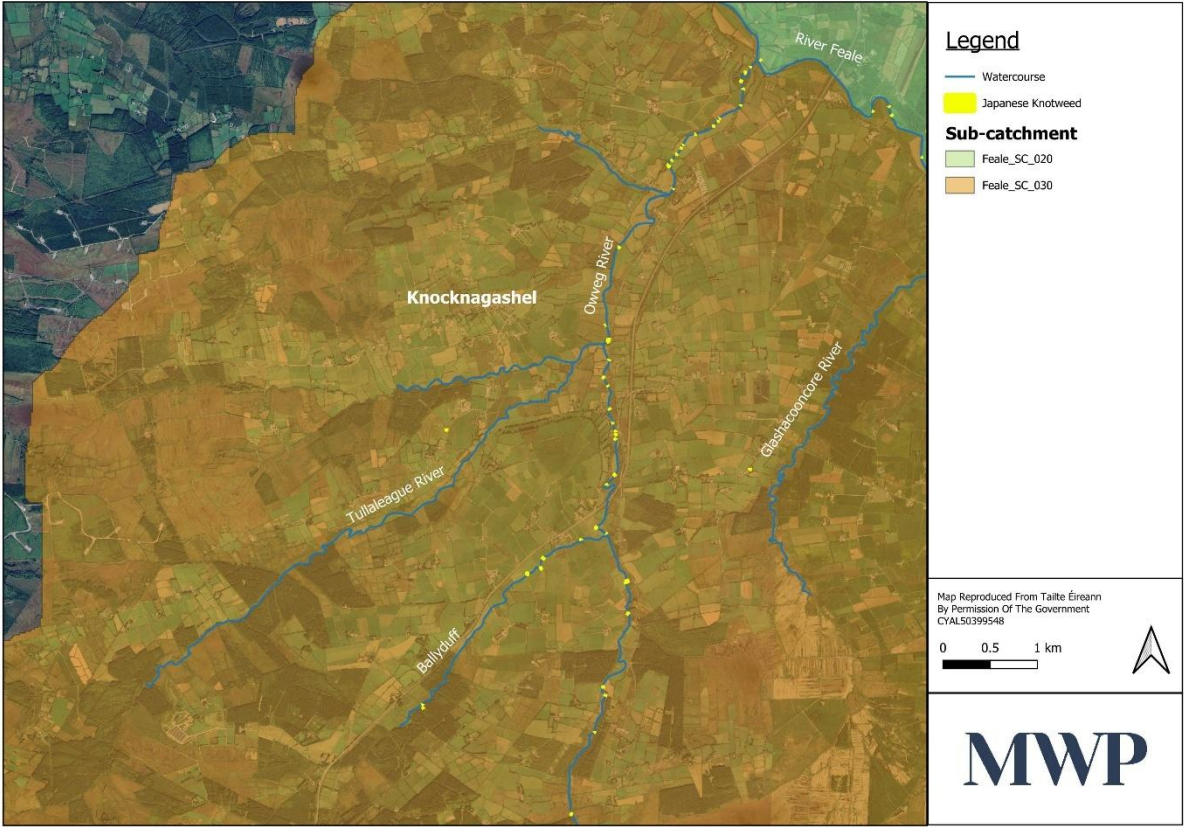 River Feale
Knocknagashel
Owveg River
Glashacooncore River
Tullaleague River
Ballyduff
Legend
Watercourse
Japanese Knotweed
Sub-catchment
Feale_SC_020
Feale_SC_030
Map Reproduced From Tailte Éireann
By Permission Of The Government
CYAL50399548
0 0.5 1 km
MWP